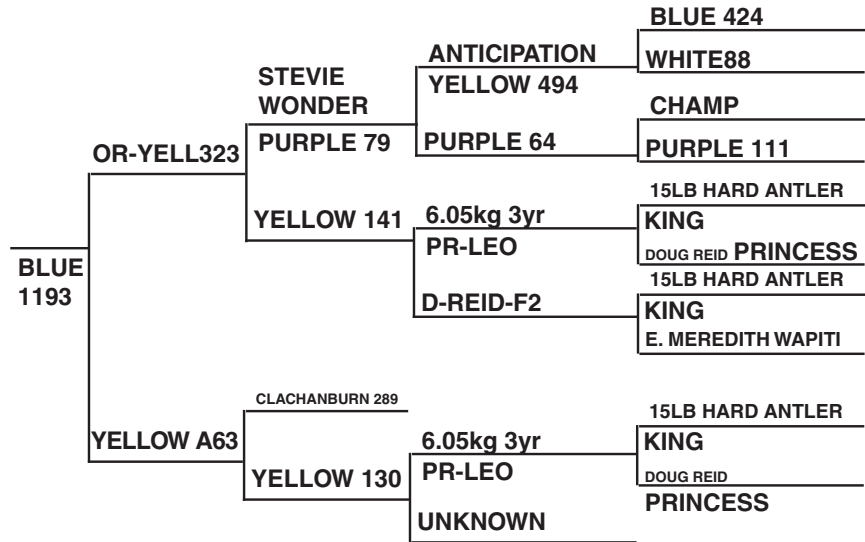 BLUE 424
ANTICIPATION
WHITE88
STEVIE
WONDER
YELLOW 494
CHAMP
OR-YELL323
PURPLE 79
PURPLE 64
PURPLE 111
15LB HARD ANTLER
YELLOW 141
6.05kg 3yr
KING
PR-LEO
DOUG REID PRINCESS
BLUE
1193
15LB HARD ANTLER
D-REID-F2
KING
E. MEREDITH WAPITI
CLACHANBURN 289
15LB HARD ANTLER
YELLOW A63
6.05kg 3yr
KING
YELLOW 130
PR-LEO
DOUG REID
PRINCESS
UNKNOWN